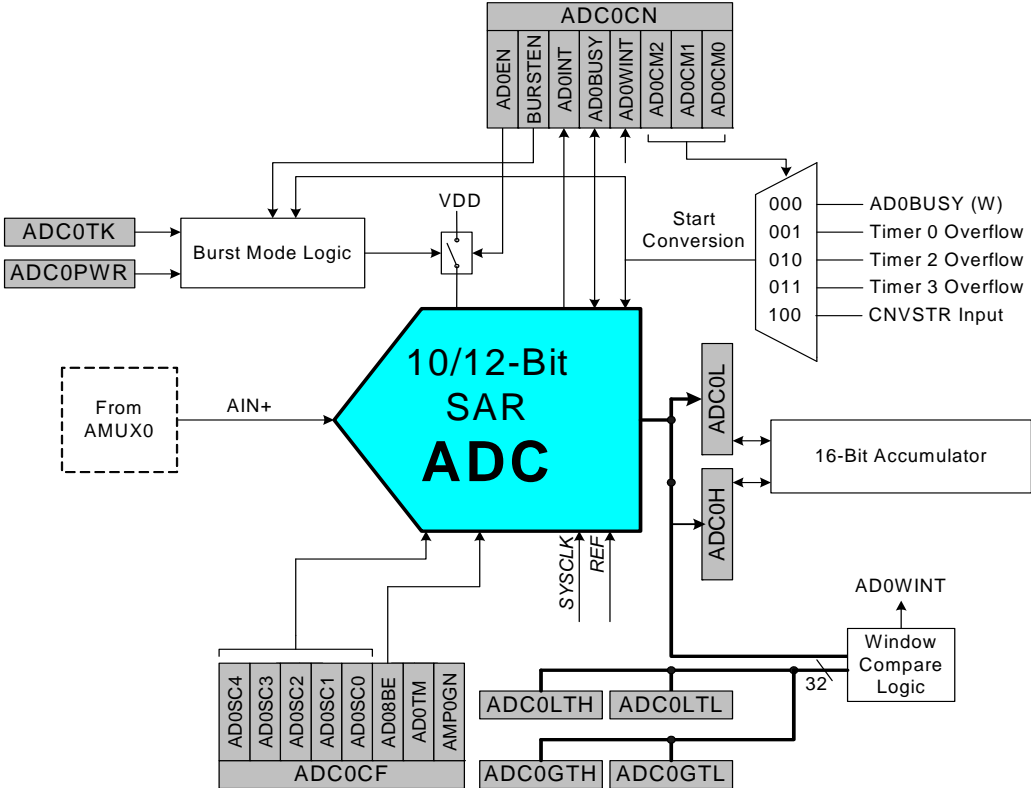 ADC0CN
AD0EN
BURSTEN
AD0INT
AD0BUSY
AD0WINT
AD0CM2
AD0CM1
AD0CM0
VDD
Start
Conversion
000
AD0BUSY (W)
001
Timer 0 Overflow
010
Timer 2 Overflow
011
Timer 3 Overflow
100
CNVSTR Input
ADC0TK
ADC0PWR
Burst Mode Logic
From
AMUX0
AIN+
10/12-Bit
SAR
ADC
ADC0L
ADC0H
16-Bit Accumulator
SYSCLK
REF
AD0WINT
Window
Compare
Logic
32
AD0SC4
AD0SC3
AD0SC2
AD0SC1
AD0SC0
AD08BE
AD0TM
AMP0GN
ADC0CF
ADC0LTH
ADC0LTL
ADC0GTH
ADC0GTL